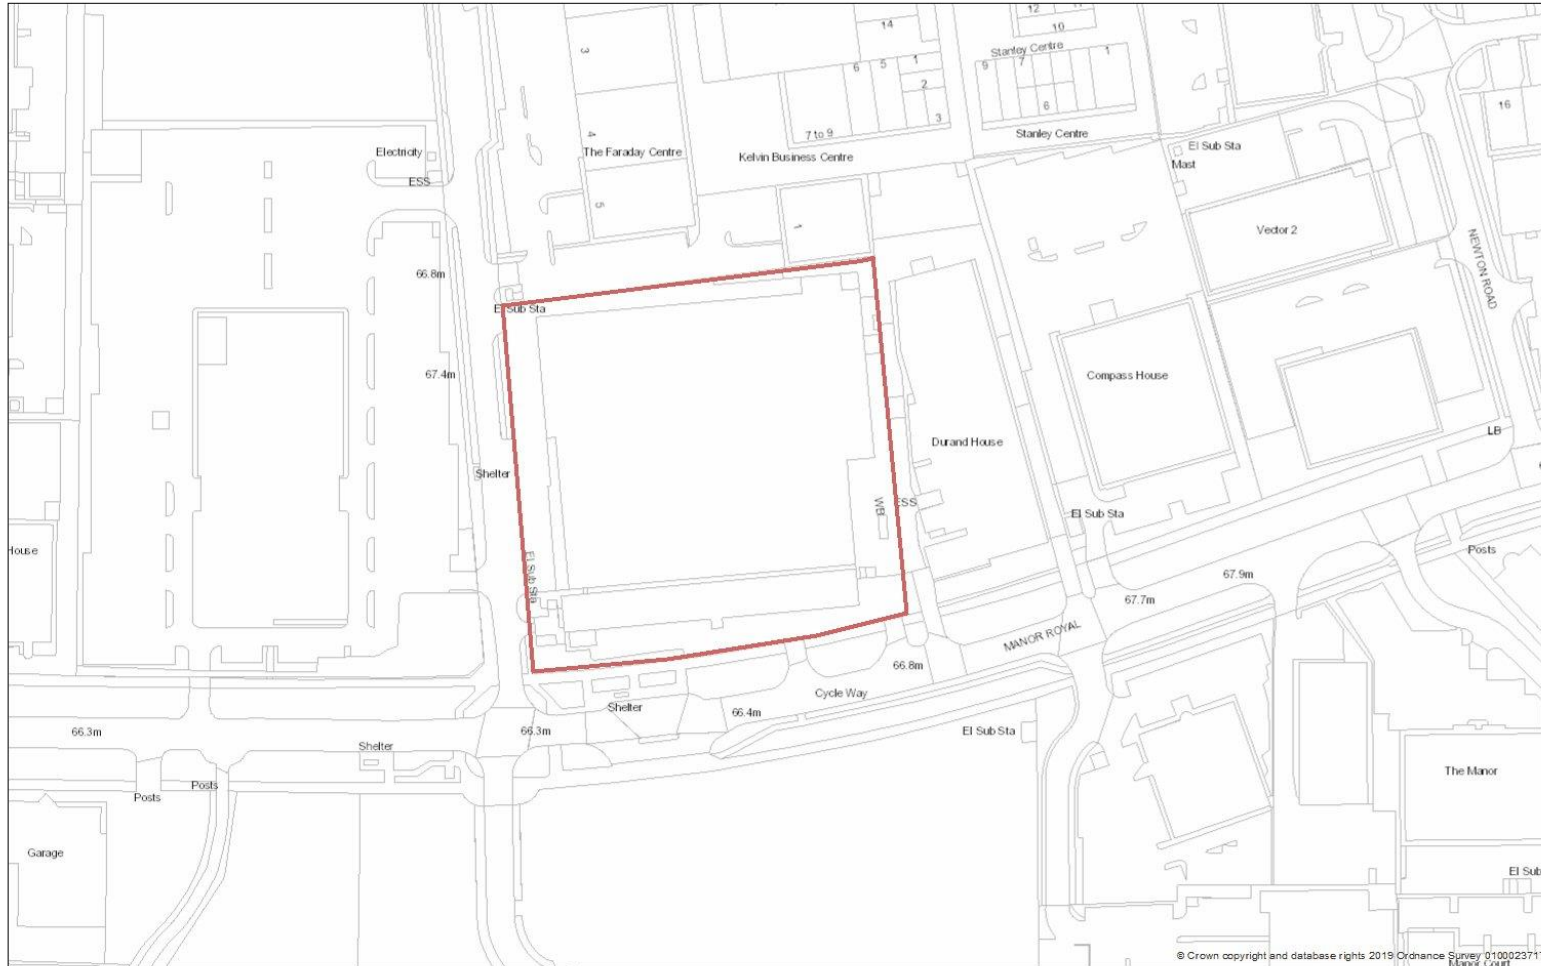 12
10
14
Stanley Centre
3
6
5
1
9
7
1
2
16
6
3
4
7 to 9
Stanley Centre
Electricity
The Faraday Centre
Kelvin Business Centre
El Sub Sta
Mast
ESS
5
1
Vector 2
NEWTON ROAD
66.8m
El Sub Sta
67.4m
Compass House
Durand House
LB
Shelter
WB
ESS
El Sub Sta
House
Posts
El Sub Sta
67.9m
67.7m
MANOR ROYAL
66.8m
Cycle Way
Shelter
66.4m
66.3m
66.3m
El Sub Sta
Shelter
The Manor
Posts
Posts
Garage
El Sub
© Crown copyright and database rights 2019 Ordnance Survey 010002371
Manor Court